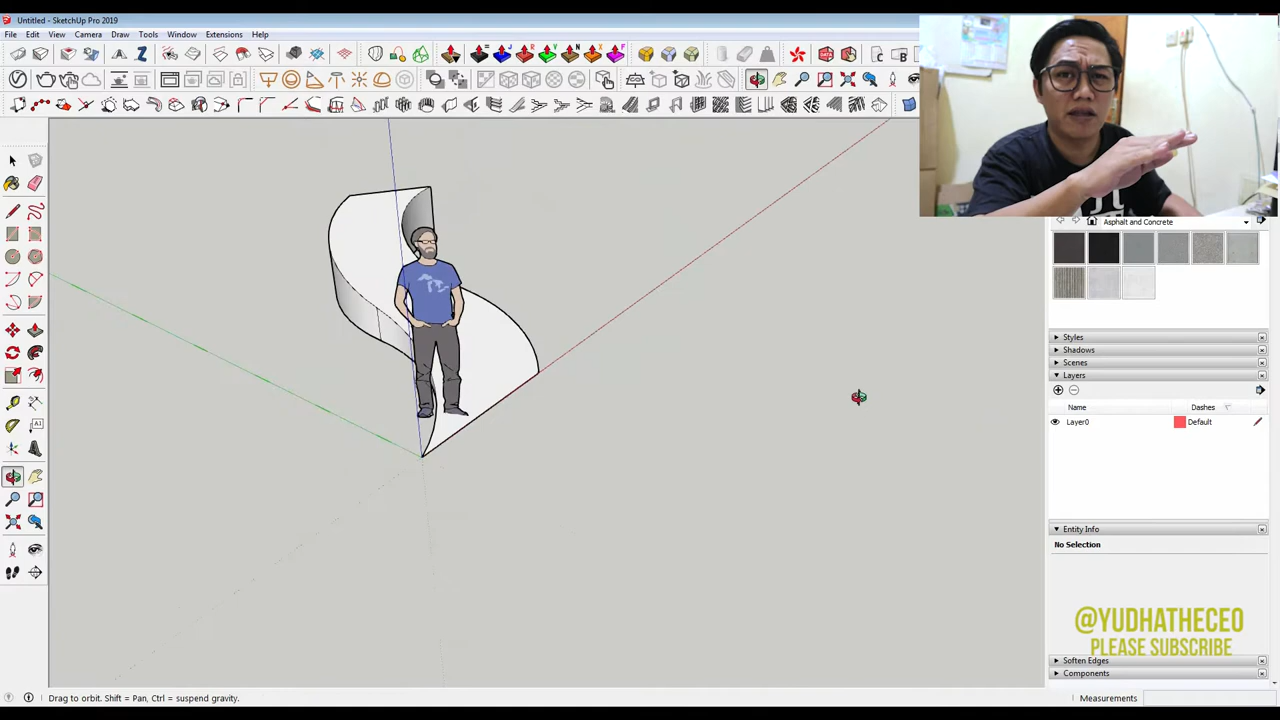 Untitled - SketchUp Pro 2019
File Edit View Camera Draw Tools Window Extensions Help
Asphalt and Concrete
Styles
Shadows
Scenes
Layers
Name Dashes
Layer0 Default
Entity Info
No Selection
@YUDHATHECEO
PLEASE SUBSCRIBE
Soften Edges
Components
Drag to orbit. Shift = Pan, Ctrl = suspend gravity.
Measurements